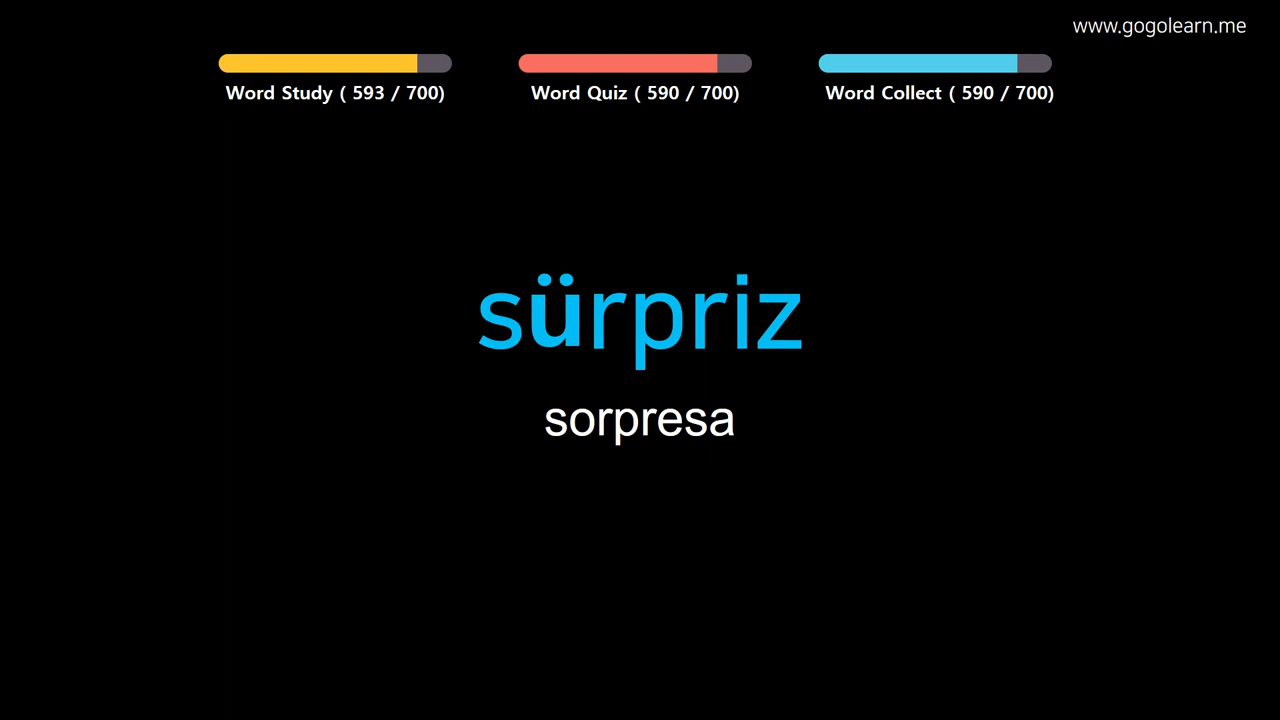 www.gogolearn.me
Word Study ( 593 / 700)
Word Quiz ( 590 / 700)
Word Collect ( 590 / 700)
sürpriz
sorpresa